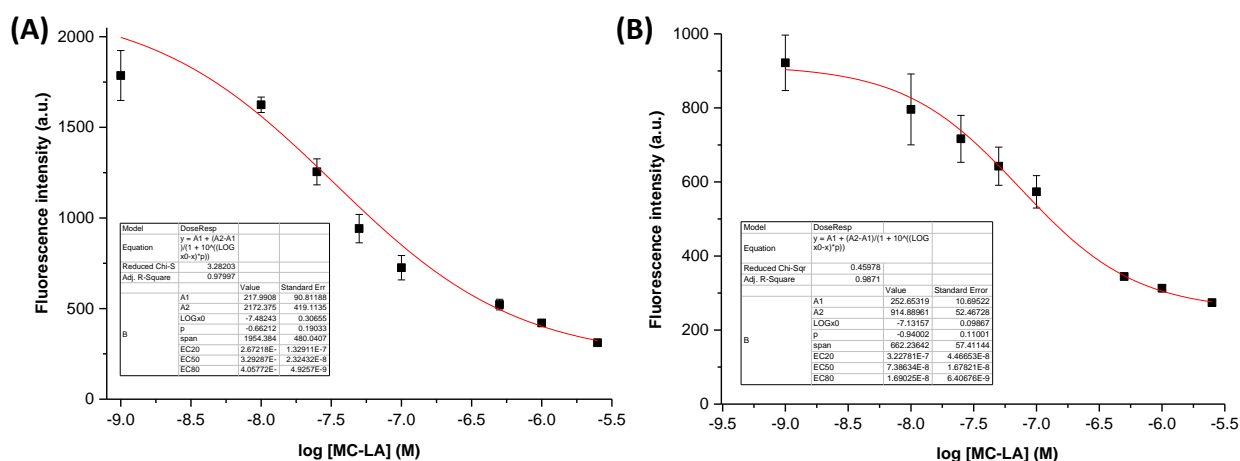 (A)
2000
1500
1000
500
0
Fluorescence intensity (a.u.)
-9.0 -8.5 -8.0 -7.5 -7.0 -6.5 -6.0 -5.5
log [MC-LA] (M)
Model DoseResp
Equation y = A1 + (A2-A1
)/(1 + 10^((LOG
x0-x)*p))
Reduced Chi-S 3.28203
Adj. R-Square 0.97997
Value Standard Err
B
A1 217.9908 90.81188
A2 2172.375 419.1135
LOGx0 -7.48243 0.30655
p -0.66212 0.19033
span 1954.384 480.0407
EC20 2.67218E- 1.32911E-7
EC50 3.29287E- 2.32432E-8
EC80 4.05772E- 4.9257E-9
(B)
1000
800
600
400
200
0
Fluorescence intensity (a.u.)
-9.5 -9.0 -8.5 -8.0 -7.5 -7.0 -6.5 -6.0 -5.5
log [MC-LA] (M)
Model DoseResp
Equation y = A1 + (A2-A1)/(1 + 10^((LOG
x0-x)*p))
Reduced Chi-Sqr 0.45978
Adj. R-Square 0.9871
Value Standard Error
B
A1 252.65319 10.69522
A2 914.88961 52.46728
LOGx0 -7.13157 0.09867
p -0.94002 0.11001
span 662.23642 57.41144
EC20 3.22781E-7 4.46653E-8
EC50 7.38634E-8 1.67821E-8
EC80 1.69025E-8 6.40676E-9